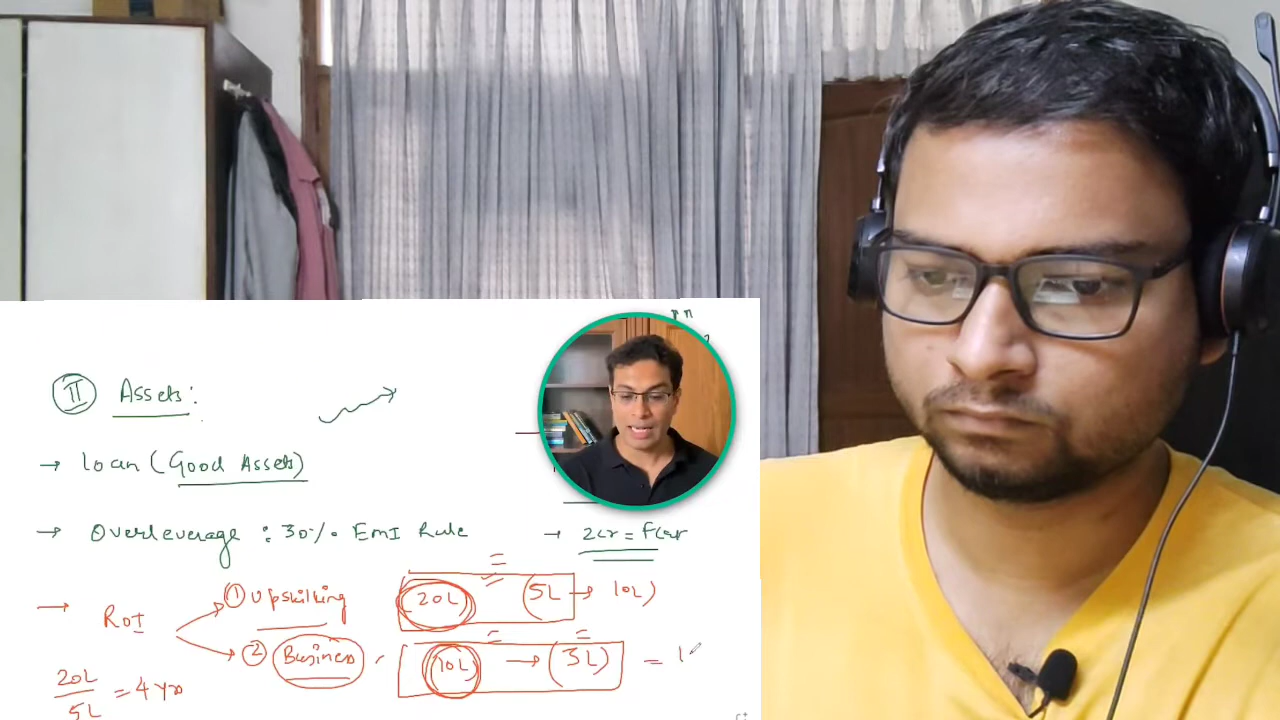 II Assets:
→ loan (Good Assets)
→ Overleverage : 30% EMI Rule → 2cr =
→ ROI
① Upskilling 20L 5L → 10L)
② Business 10L → 3L) =
20L/5L = 4 yrs